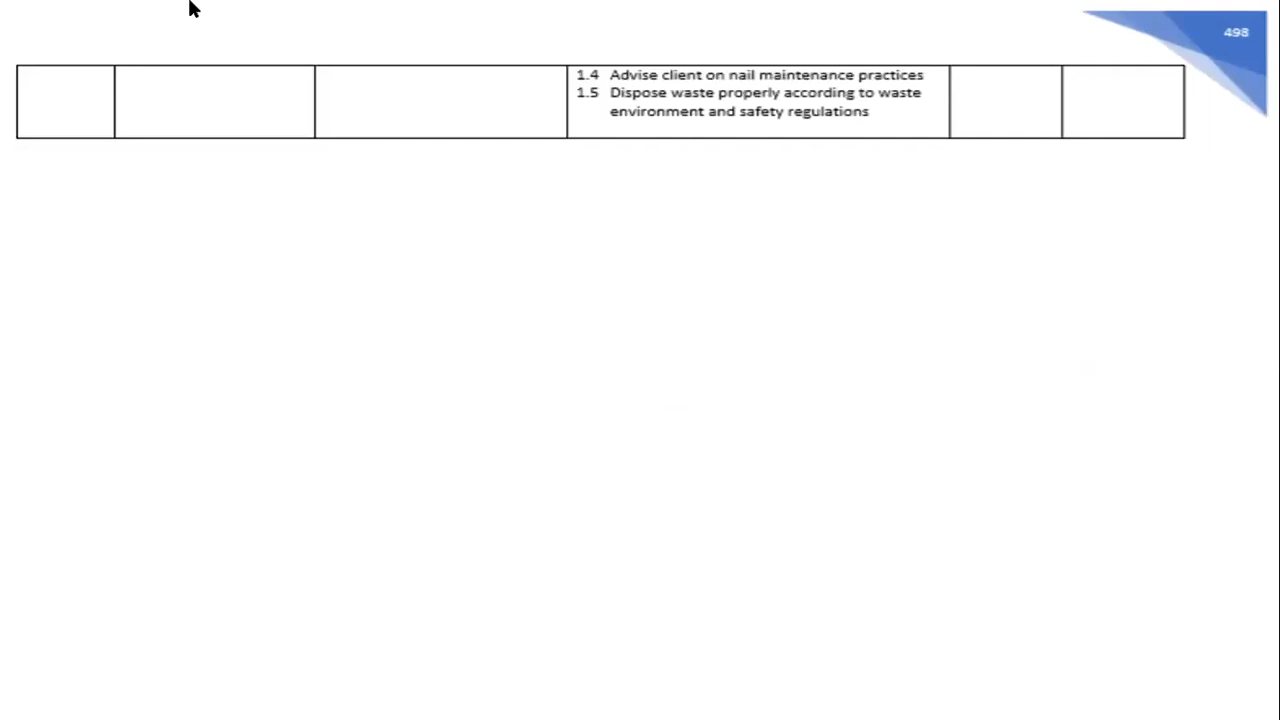 498
1.4 Advise client on nail maintenance practices
1.5 Dispose waste properly according to waste
environment and safety regulations